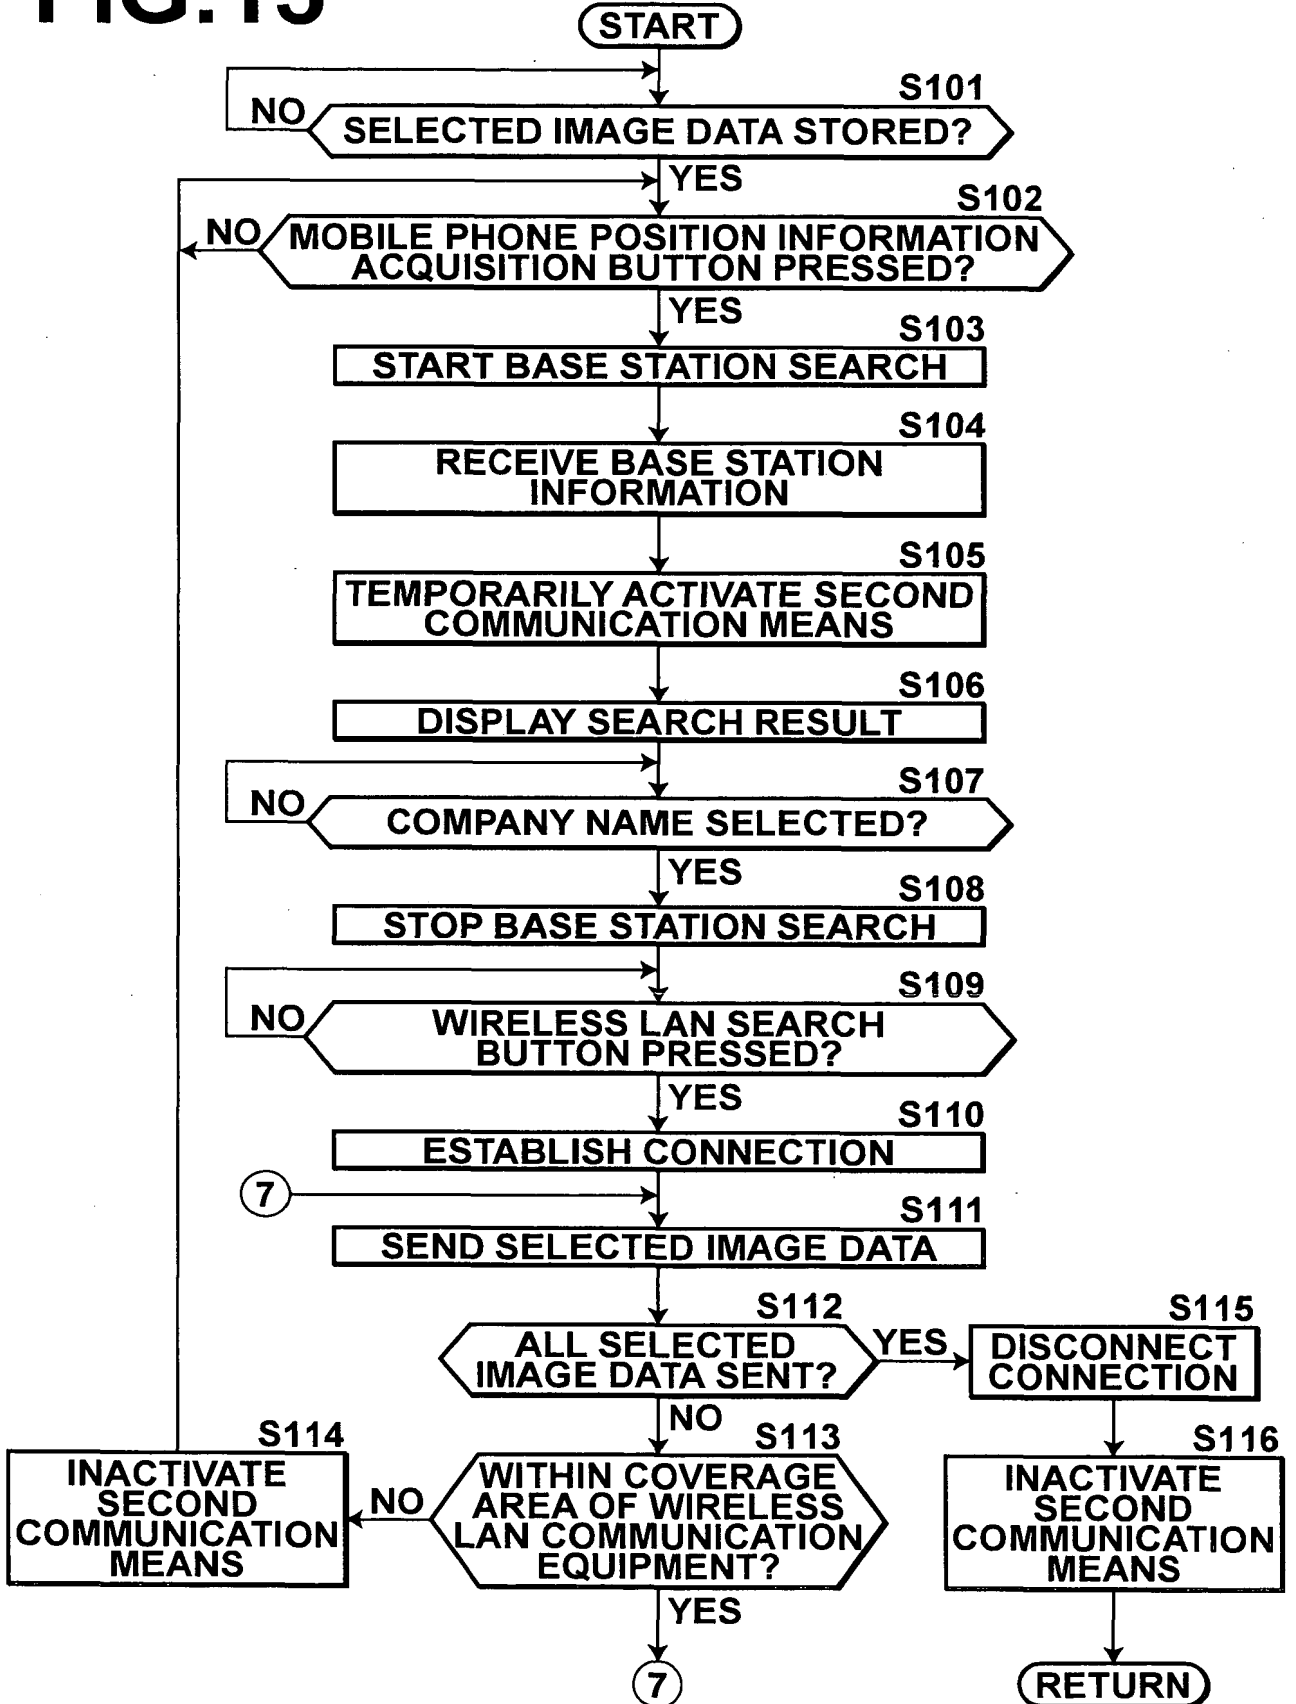 FIG.15
START
S101
NO
SELECTED IMAGE DATA STORED?
YES
S102
NO
MOBILE PHONE POSITION INFORMATION
ACQUISITION BUTTON PRESSED?
YES
S103
START BASE STATION SEARCH
S104
RECEIVE BASE STATION
INFORMATION
S105
TEMPORARILY ACTIVATE SECOND
COMMUNICATION MEANS
S106
DISPLAY SEARCH RESULT
S107
NO
COMPANY NAME SELECTED?
YES
S108
STOP BASE STATION SEARCH
S109
NO
WIRELESS LAN SEARCH
BUTTON PRESSED?
YES
S110
ESTABLISH CONNECTION
7
S111
SEND SELECTED IMAGE DATA
S112
ALL SELECTED
IMAGE DATA SENT?
YES
S115
DISCONNECT
CONNECTION
NO
S114
INACTIVATE
SECOND
COMMUNICATION
MEANS
NO
S113
WITHIN COVERAGE
AREA OF WIRELESS
LAN COMMUNICATION
EQUIPMENT?
S116
INACTIVATE
SECOND
COMMUNICATION
MEANS
YES
7
RETURN